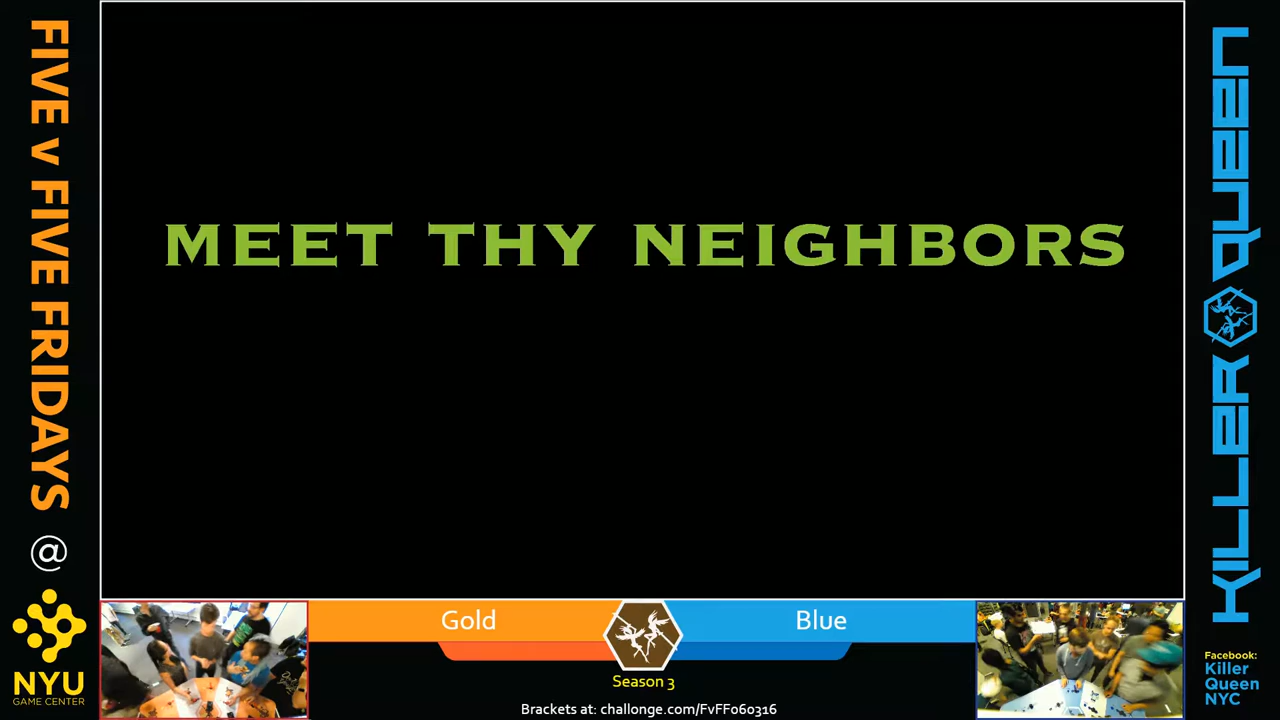 FIVE v FIVE FRIDAYS @
NYU
GAME CENTER
MEET THY NEIGHBORS
Gold
Blue
Season 3
Brackets at: challonge.com/FvFF060316
KILLER QUEEN
Facebook:
Killer
Queen
NYC